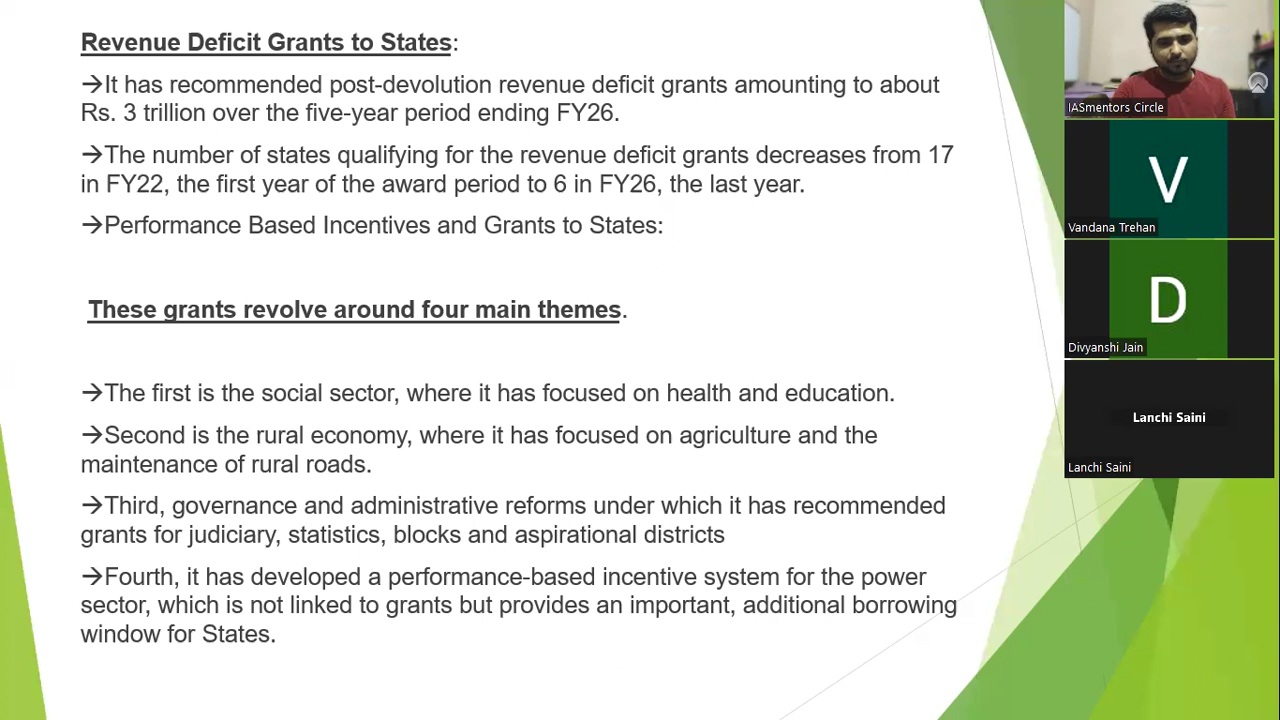 Revenue Deficit Grants to States:
→It has recommended post-devolution revenue deficit grants amounting to about
Rs. 3 trillion over the five-year period ending FY26.
→The number of states qualifying for the revenue deficit grants decreases from 17
in FY22, the first year of the award period to 6 in FY26, the last year.
→Performance Based Incentives and Grants to States:
These grants revolve around four main themes.
→The first is the social sector, where it has focused on health and education.
→Second is the rural economy, where it has focused on agriculture and the
maintenance of rural roads.
→Third, governance and administrative reforms under which it has recommended
grants for judiciary, statistics, blocks and aspirational districts
→Fourth, it has developed a performance-based incentive system for the power
sector, which is not linked to grants but provides an important, additional borrowing
window for States.
IASmentors Circle
V
Vandana Trehan
D
Divyanshi Jain
Lanchi Saini
Lanchi Saini